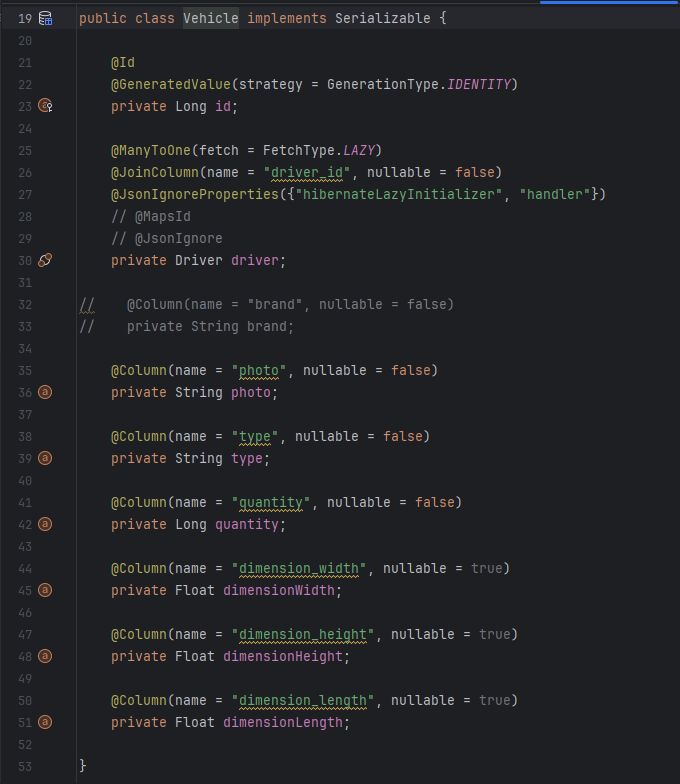 19 public class Vehicle implements Serializable {
20
21 @Id
22 @GeneratedValue(strategy = GenerationType.IDENTITY)
23 private Long id;
24
25 @ManyToOne(fetch = FetchType.LAZY)
26 @JoinColumn(name = "driver_id", nullable = false)
27 @JsonIgnoreProperties({"hibernateLazyInitializer", "handler"})
28 // @MapsId
29 // @JsonIgnore
30 private Driver driver;
31
32 // @Column(name = "brand", nullable = false)
33 // private String brand;
34
35 @Column(name = "photo", nullable = false)
36 a private String photo;
37
38 @Column(name = "type", nullable = false)
39 a private String type;
40
41 @Column(name = "quantity", nullable = false)
42 a private Long quantity;
43
44 @Column(name = "dimension_width", nullable = true)
45 a private Float dimensionWidth;
46
47 @Column(name = "dimension_height", nullable = true)
48 a private Float dimensionHeight;
49
50 @Column(name = "dimension_length", nullable = true)
51 a private Float dimensionLength;
52
53 }